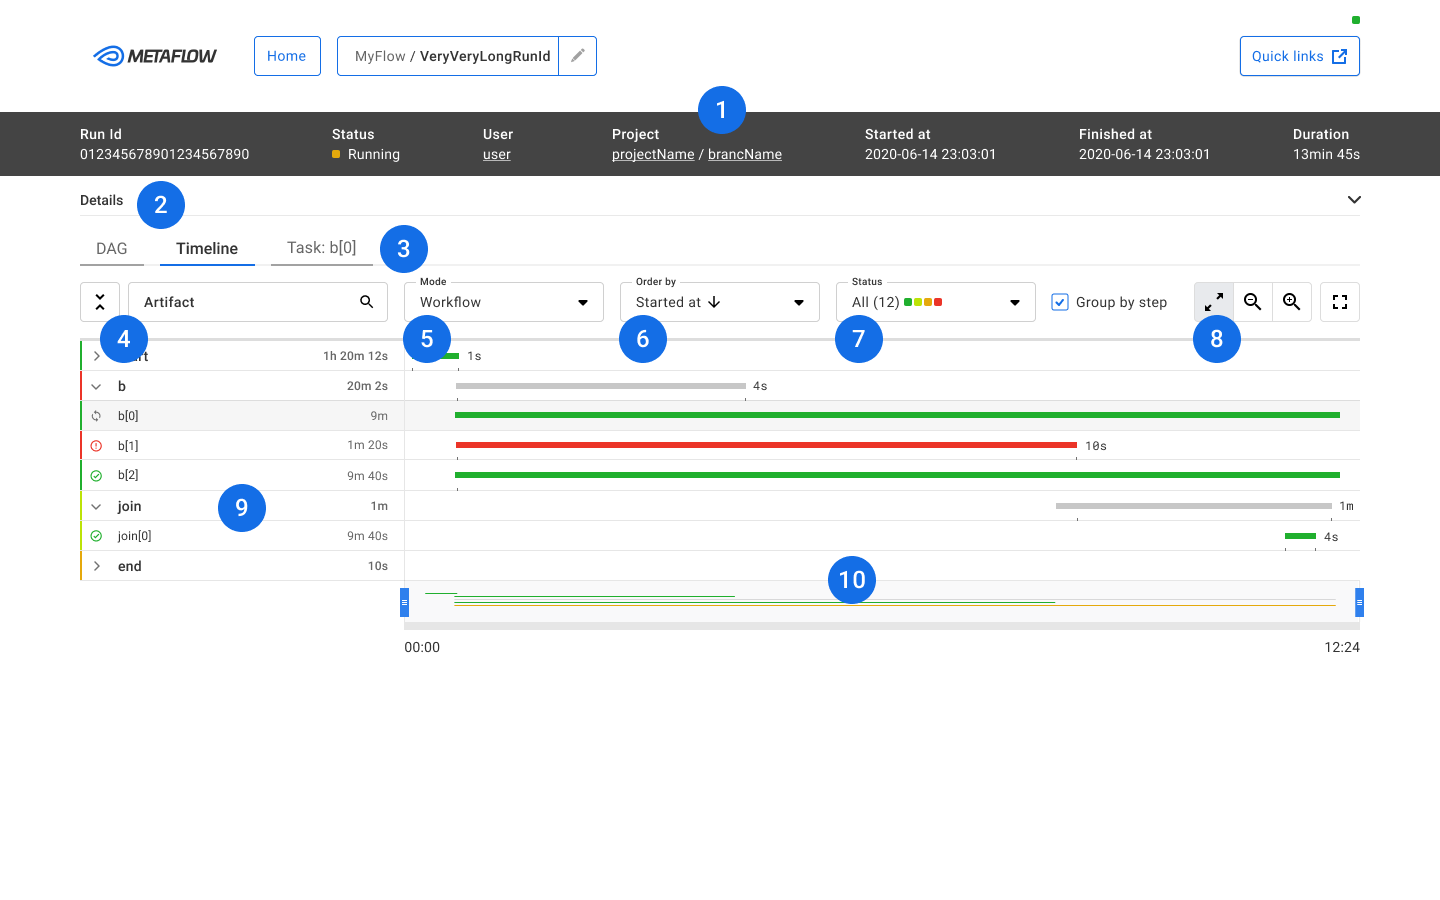 METAFLOW
Home
MyFlow / VeryVeryLongRunId
Quick links
1
Run Id
Status
User
Project
Started at
Finished at
Duration
012345678901234567890
Running
user
projectName / brancName
2020-06-14 23:03:01
2020-06-14 23:03:01
13min 45s
Details
2
DAG
Timeline
Task: b[0]
3
Artifact
Mode
Workflow
Order by
Started at
Status
All (12)
Group by step
4
5
6
7
8
1h 20m 12s
1s
b
20m 2s
4s
b[0]
9m
b[1]
1m 20s
10s
b[2]
9m 40s
9
join
1m
1m
join[0]
9m 40s
4s
end
10s
10
00:00
12:24